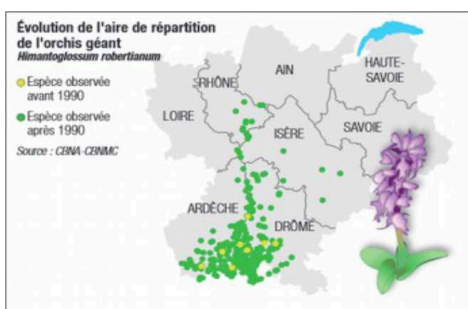 Évolution de l'aire de répartition
de l'orchis géant
Himantoglossum robertianum
Espèce observée
avant 1990
Espèce observée
après 1990
Source : CBNA-CBNMC
AIN
HAUTE-
SAVOIE
RHÔNE
LOIRE
ISÈRE
SAVOIE
ARDÈCHE
DRÔME